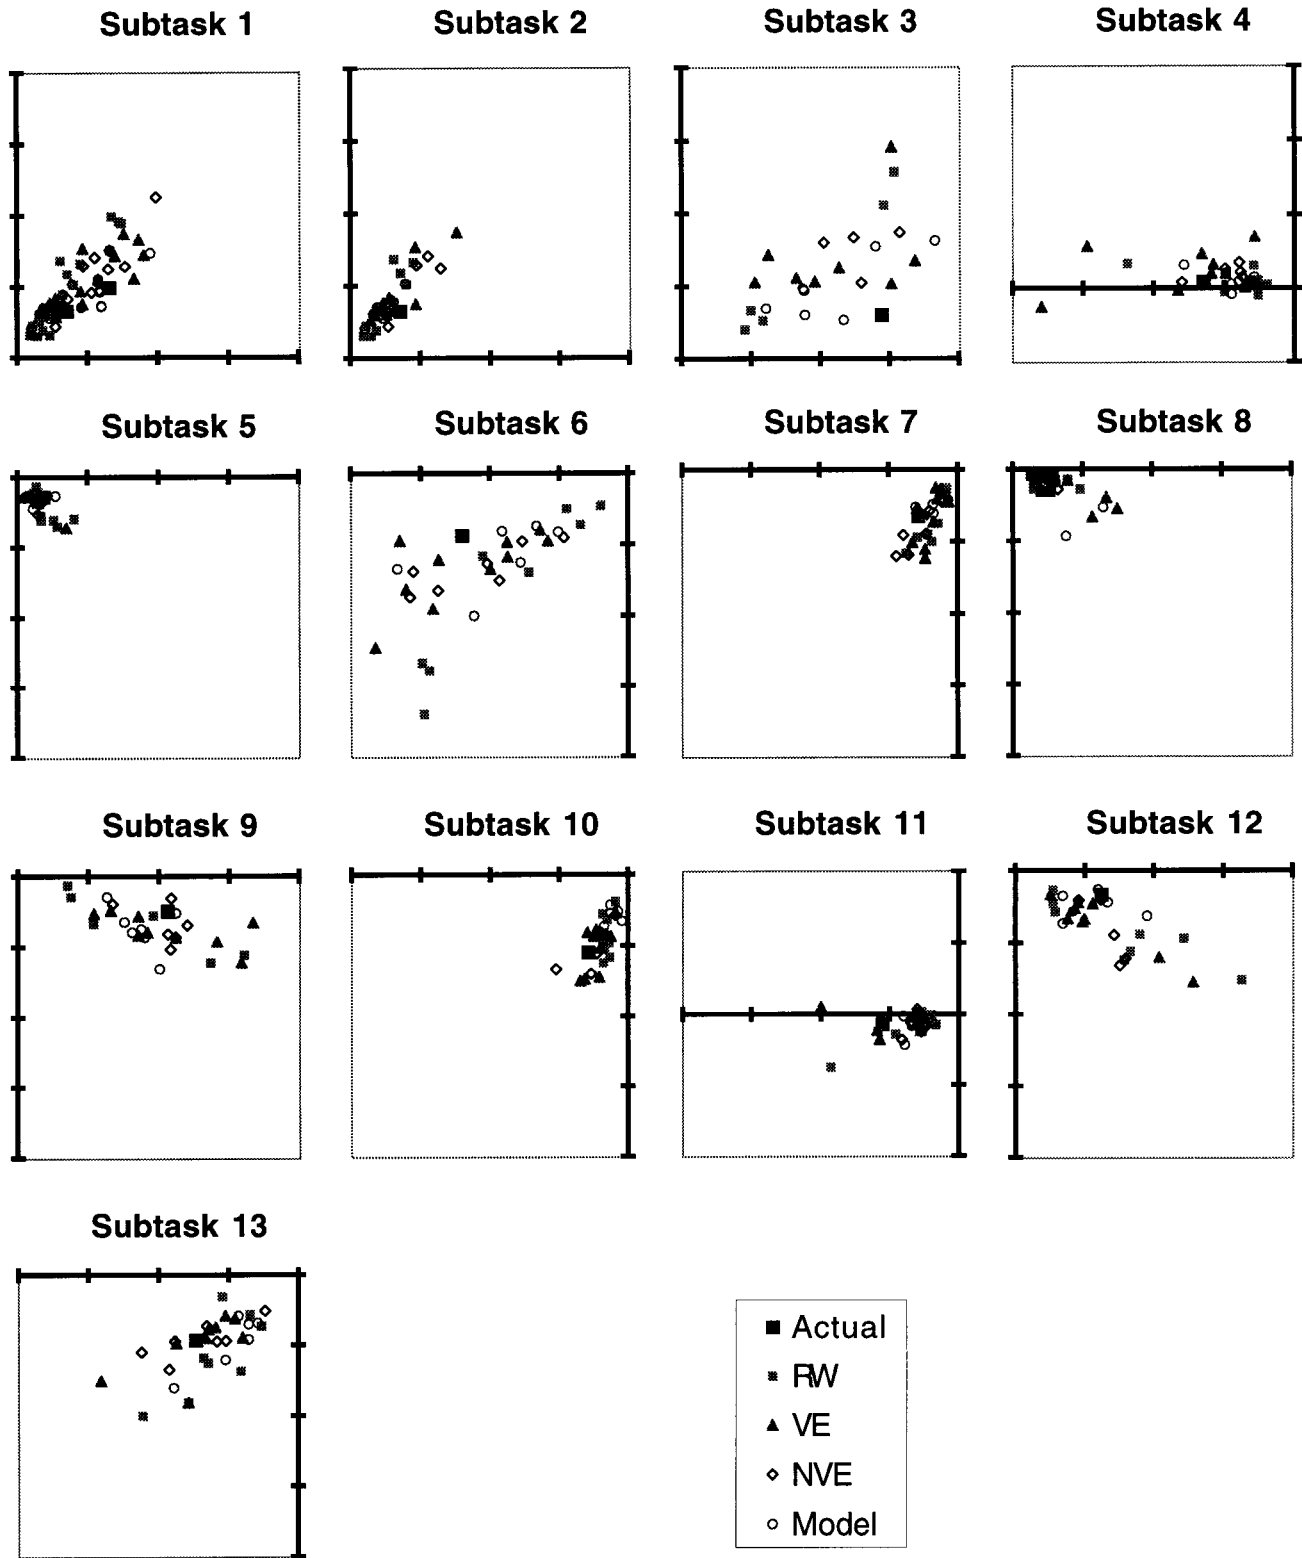 Subtask 1
Subtask 2
Subtask 3
Subtask 4
Subtask 5
Subtask 6
Subtask 7
Subtask 8
Subtask 9
Subtask 10
Subtask 11
Subtask 12
Subtask 13
Actual
RW
VE
NVE
Model